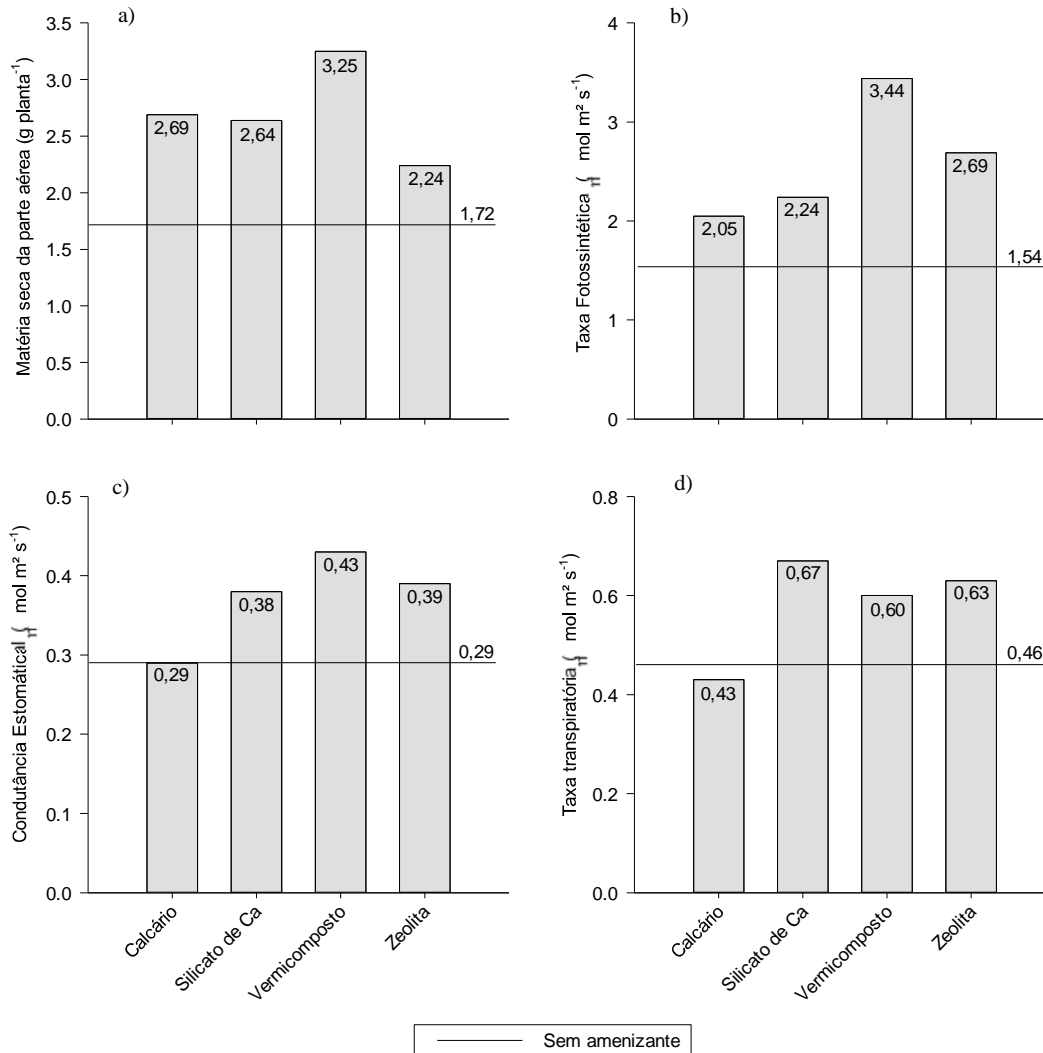 a)
Matéria seca da parte aérea (g planta⁻¹)
3.5
3.0
2.5
2.0
1.5
1.0
0.5
0.0
2,69
2,64
3,25
2,24
1,72
b)
Taxa Fotossintética ( mol m² s⁻¹
4
3
2
1
0
2,05
2,24
3,44
2,69
1,54
c)
Condutância Estomática( mol m² s⁻¹)
0.5
0.4
0.3
0.2
0.1
0.0
0,29
0,38
0,43
0,39
0,29
Calcário
Silicato de Ca
Vermicomposto
Zeolita
d)
Taxa transpiratória ( mol m² s⁻¹)
0.8
0.6
0.4
0.2
0.0
0,43
0,67
0,60
0,63
0,46
Calcário
Silicato de Ca
Vermicomposto
Zeolita
Sem amenizante